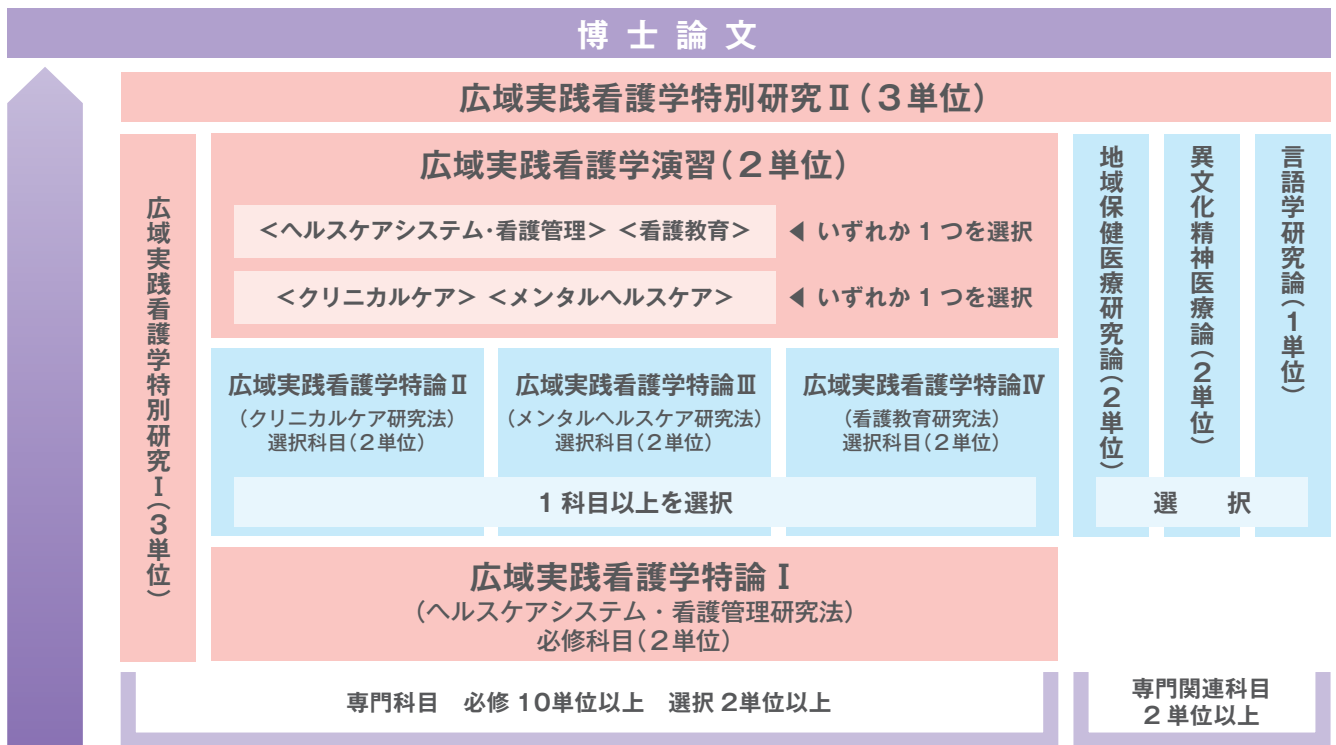 博士論文
広域実践看護学特別研究Ⅱ(3単位)
広域実践看護学特別研究Ⅰ(3単位)
広域実践看護学演習(2単位)
<ヘルスケアシステム・看護管理> <看護教育> ◀ いずれか 1 つを選択
<クリニカルケア> <メンタルヘルスケア> ◀ いずれか 1 つを選択
広域実践看護学特論Ⅱ
(クリニカルケア研究法)
選択科目(2単位)
広域実践看護学特論Ⅲ
(メンタルヘルスケア研究法)
選択科目(2単位)
広域実践看護学特論Ⅳ
(看護教育研究法)
選択科目(2単位)
1 科目以上を選択
広域実践看護学特論Ⅰ
(ヘルスケアシステム・看護管理研究法)
必修科目(2単位)
地域保健医療研究論(2単位)
異文化精神医療論(2単位)
言語学研究論(1単位)
選 択
専門科目 必修 10単位以上 選択 2単位以上
専門関連科目
2 単位以上